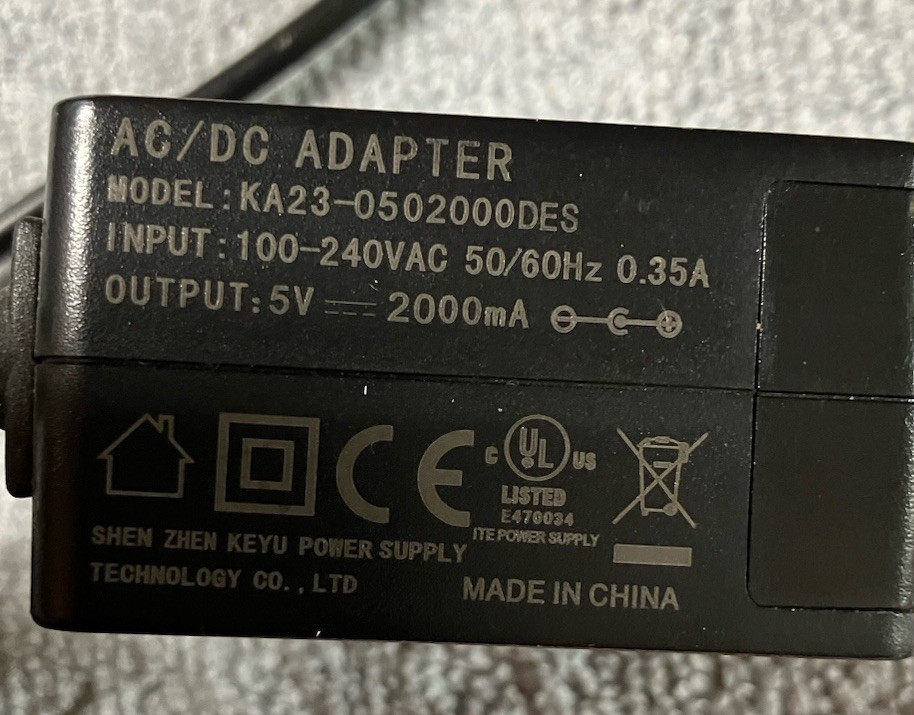 AC/DC ADAPTER
MODEL:KA23-0502000DES
INPUT:100-240VAC 50/60Hz 0.35A
OUTPUT:5V ⎓ 2000mA
CE
C UL US
LISTED
E470034
ITE POWER SUPPLY
SHEN ZHEN KEYU POWER SUPPLY
TECHNOLOGY CO.,LTD
MADE IN CHINA